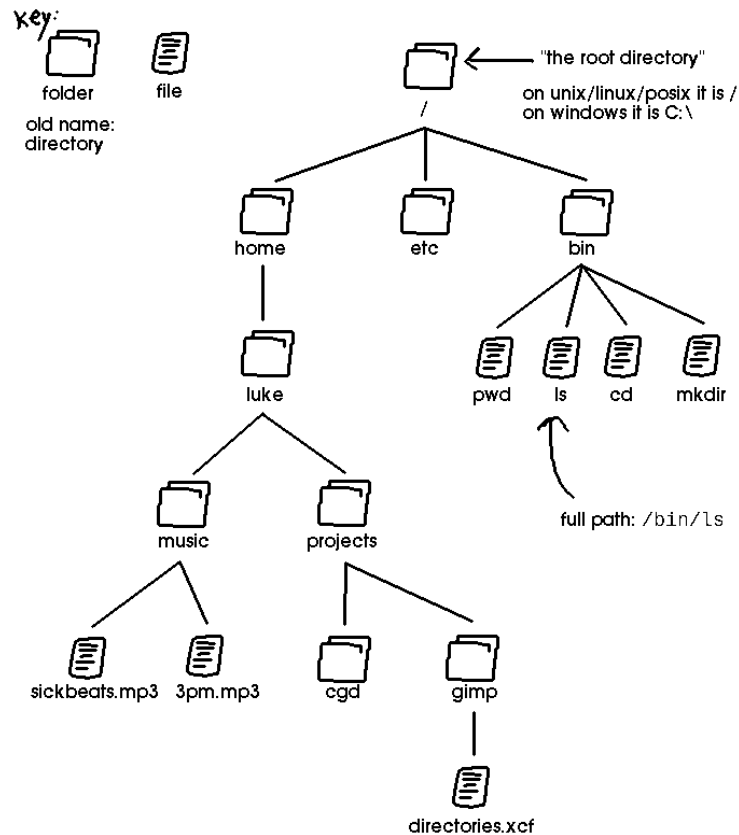 key:
folder
file
old name:
directory
"the root directory"
on unix/linux/posix it is /
on windows it is C:\
/
home
etc
bin
luke
pwd
ls
cd
mkdir
full path: /bin/ls
music
projects
sickbeats.mp3
3pm.mp3
cgd
gimp
directories.xcf